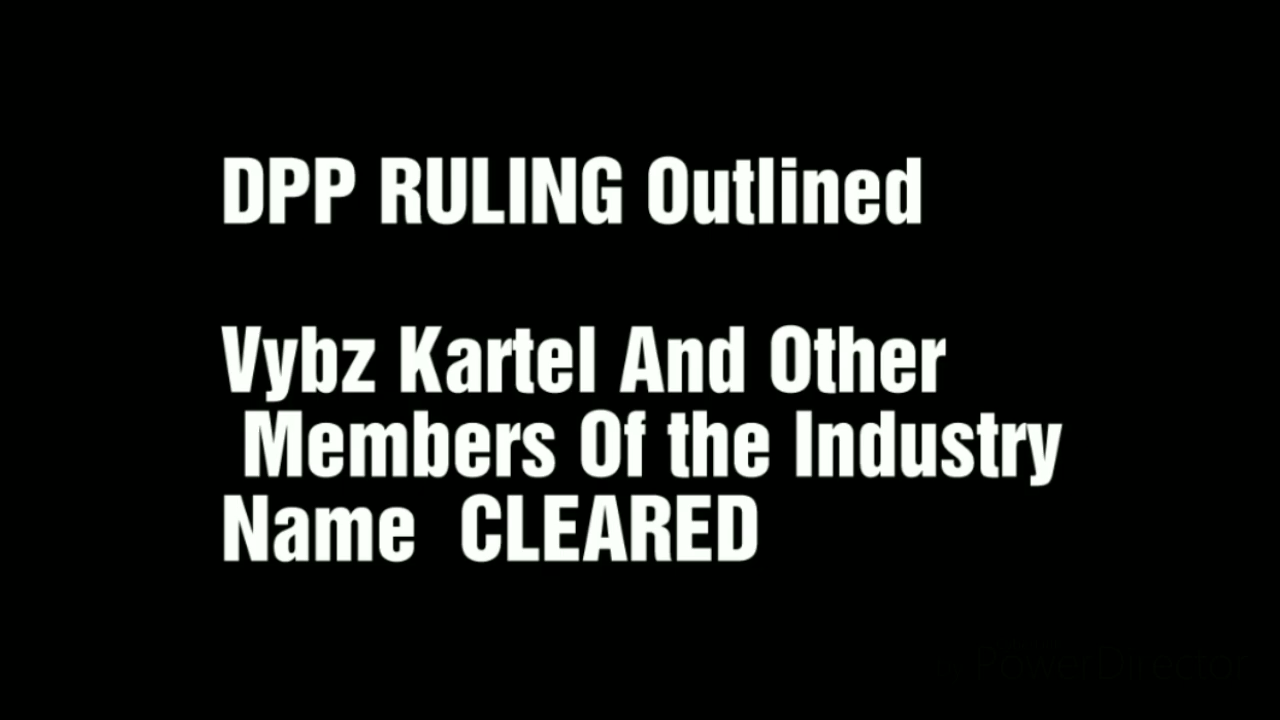 DPP RULING Outlined
Vybz Kartel And Other
Members Of the Industry
Name CLEARED
PowerDirector